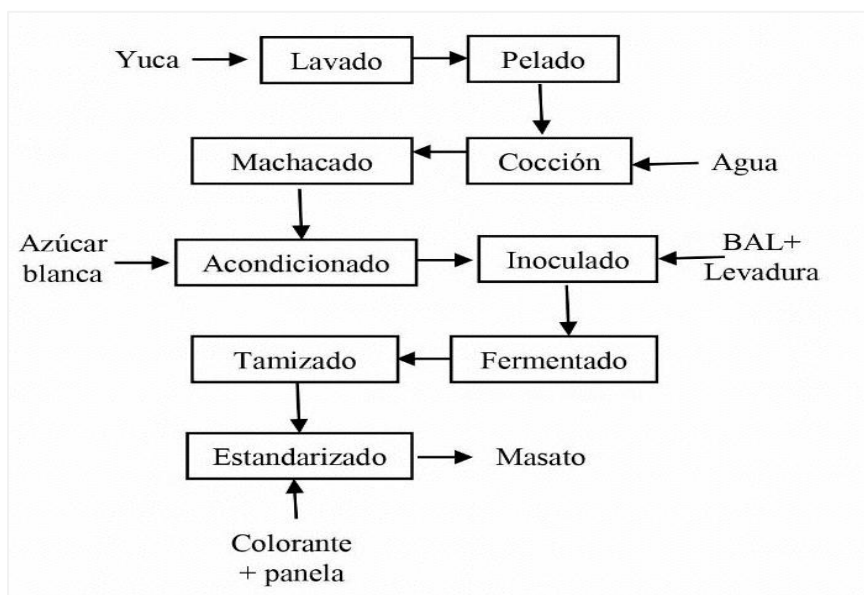 Yuca
Lavado
Pelado
Machacado
Cocción
Agua
Azúcar
blanca
Acondicionado
Inoculado
BAL+
Levadura
Tamizado
Fermentado
Estandarizado
Masato
Colorante
+ panela